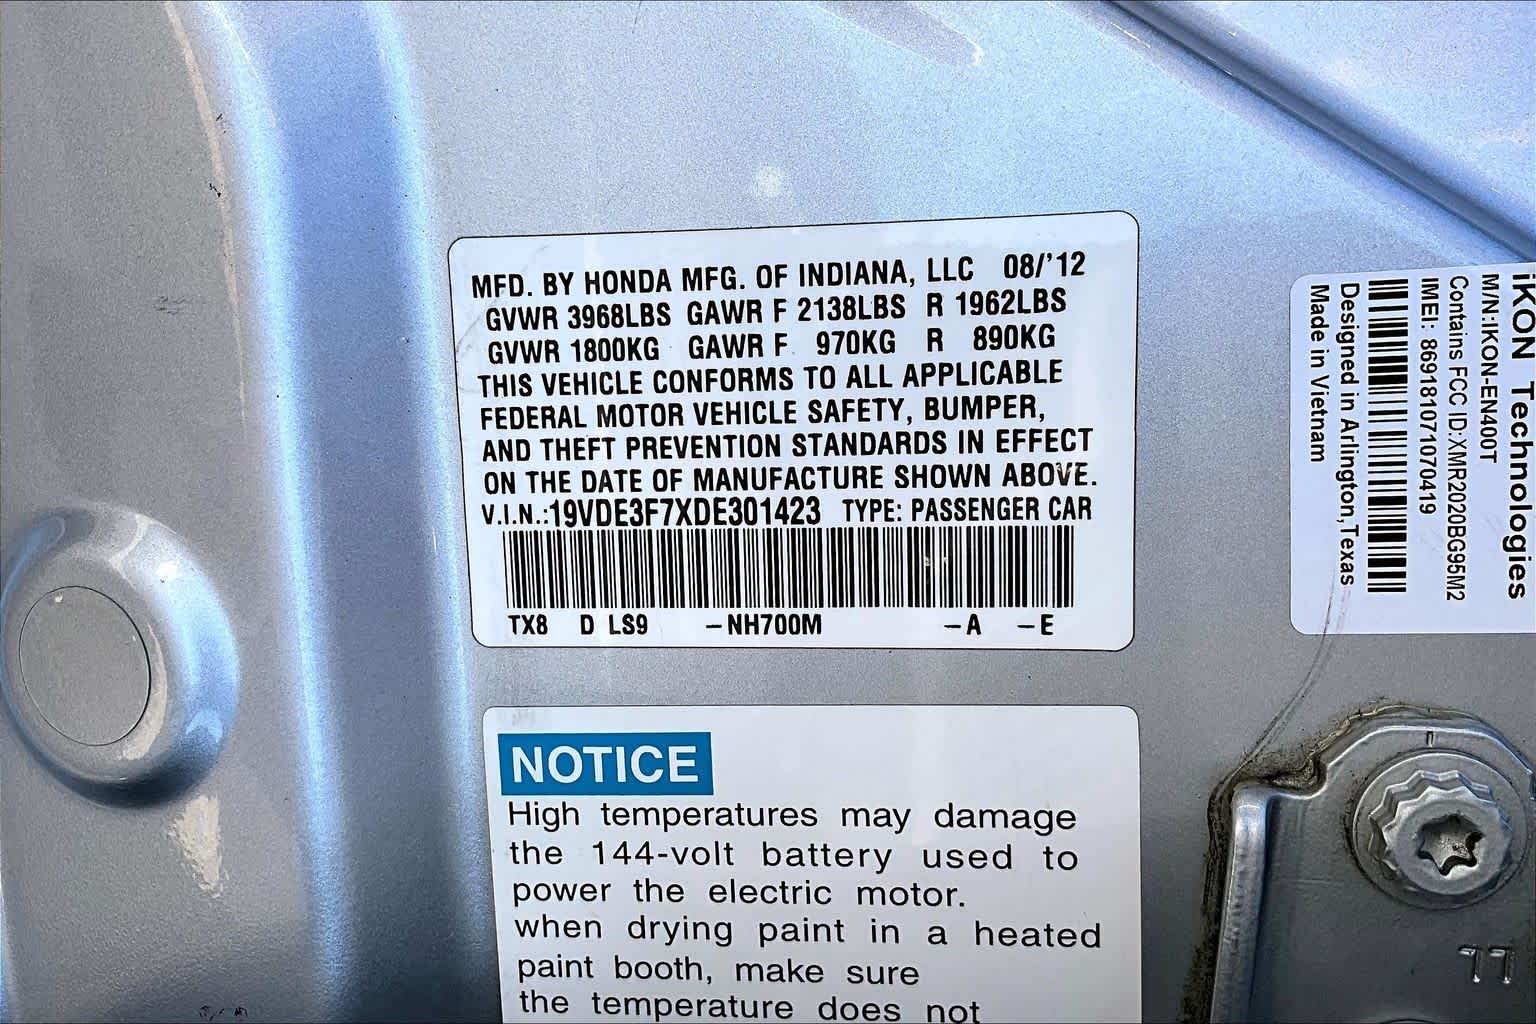 MFD. BY HONDA MFG. OF INDIANA, LLC 08/'12
GVWR 3968LBS GAWR F 2138LBS R 1962LBS
GVWR 1800KG GAWR F 970KG R 890KG
THIS VEHICLE CONFORMS TO ALL APPLICABLE
FEDERAL MOTOR VEHICLE SAFETY, BUMPER,
AND THEFT PREVENTION STANDARDS IN EFFECT
ON THE DATE OF MANUFACTURE SHOWN ABOVE.
V.I.N.:19VDE3F7XDE301423 TYPE: PASSENGER CAR
TX8 D LS9 –NH700M –A –E
NOTICE
High temperatures may damage
the 144-volt battery used to
power the electric motor.
when drying paint in a heated
paint booth, make sure
the temperature does not
iKON Technologies
M/N:IKON-EN400T
Contains FCC ID:XMR2020BG95M2
IMEI: 869181071070419
Designed in Arlington,Texas
Made in Vietnam
77